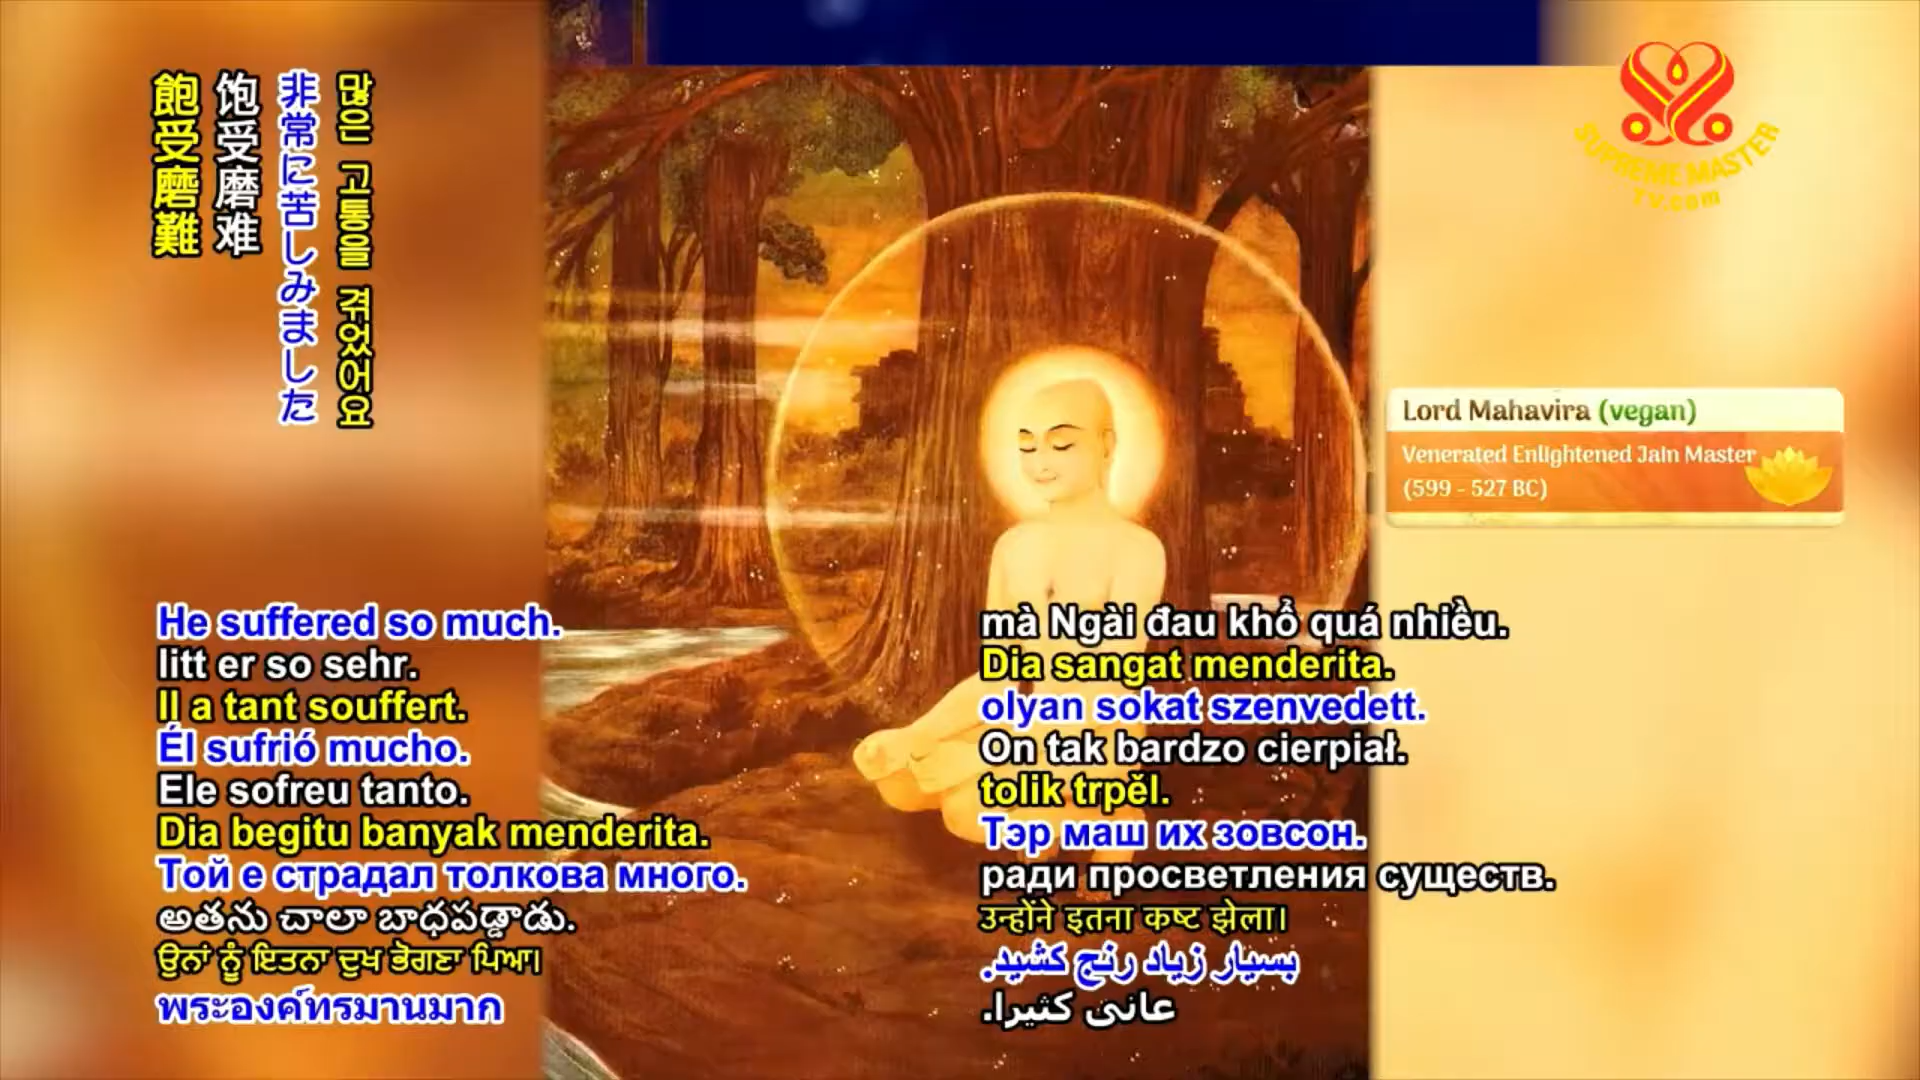 飽受磨難
饱受磨难
非常に苦しみました
많은 고통을 겪었어요
SUPREME MASTER
TV.com
Lord Mahavira (vegan)
Venerated Enlightened Jain Master
(599 - 527 BC)
He suffered so much.
litt er so sehr.
Il a tant souffert.
Él sufrió mucho.
Ele sofreu tanto.
Dia begitu banyak menderita.
Той е страдал толкова много.
అతను చాలా బాధపడ్డాడు.
ਉਨਾਂ ਨੂੰ ਇਤਨਾ ਦੁਖ ਭੋਗਣਾ ਪਿਆ।
พระองค์ทรมานมาก
mà Ngài đau khổ quá nhiều.
Dia sangat menderita.
olyan sokat szenvedett.
On tak bardzo cierpiał.
tolik trpěl.
Тэр маш их зовсон.
ради просветления существ.
उन्होंने इतना कष्ट झेला।
بسیار زیاد رنج کشید.
عانى كثيرا.